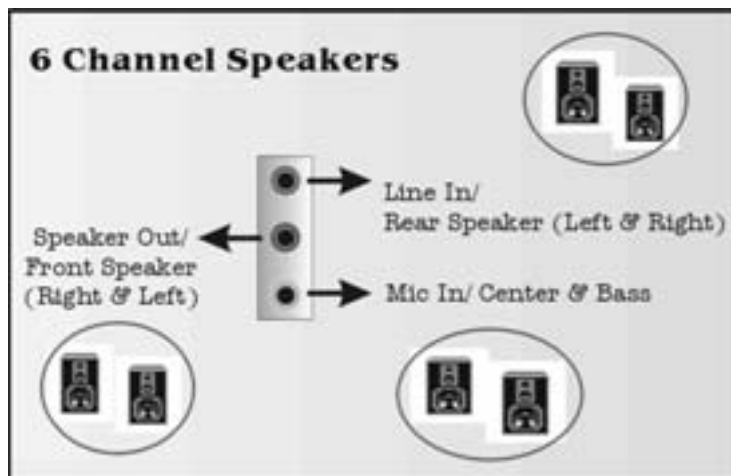 6 Channel Speakers
Line In/
Rear Speaker (Left & Right)
Speaker Out/
Front Speaker
(Right & Left)
Mic In/ Center & Bass